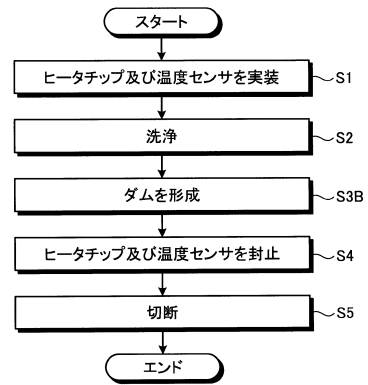 スタート
ヒータチップ及び温度センサを実装 S1
洗浄 S2
ダムを形成 S3B
ヒータチップ及び温度センサを封止 S4
切断 S5
エンド